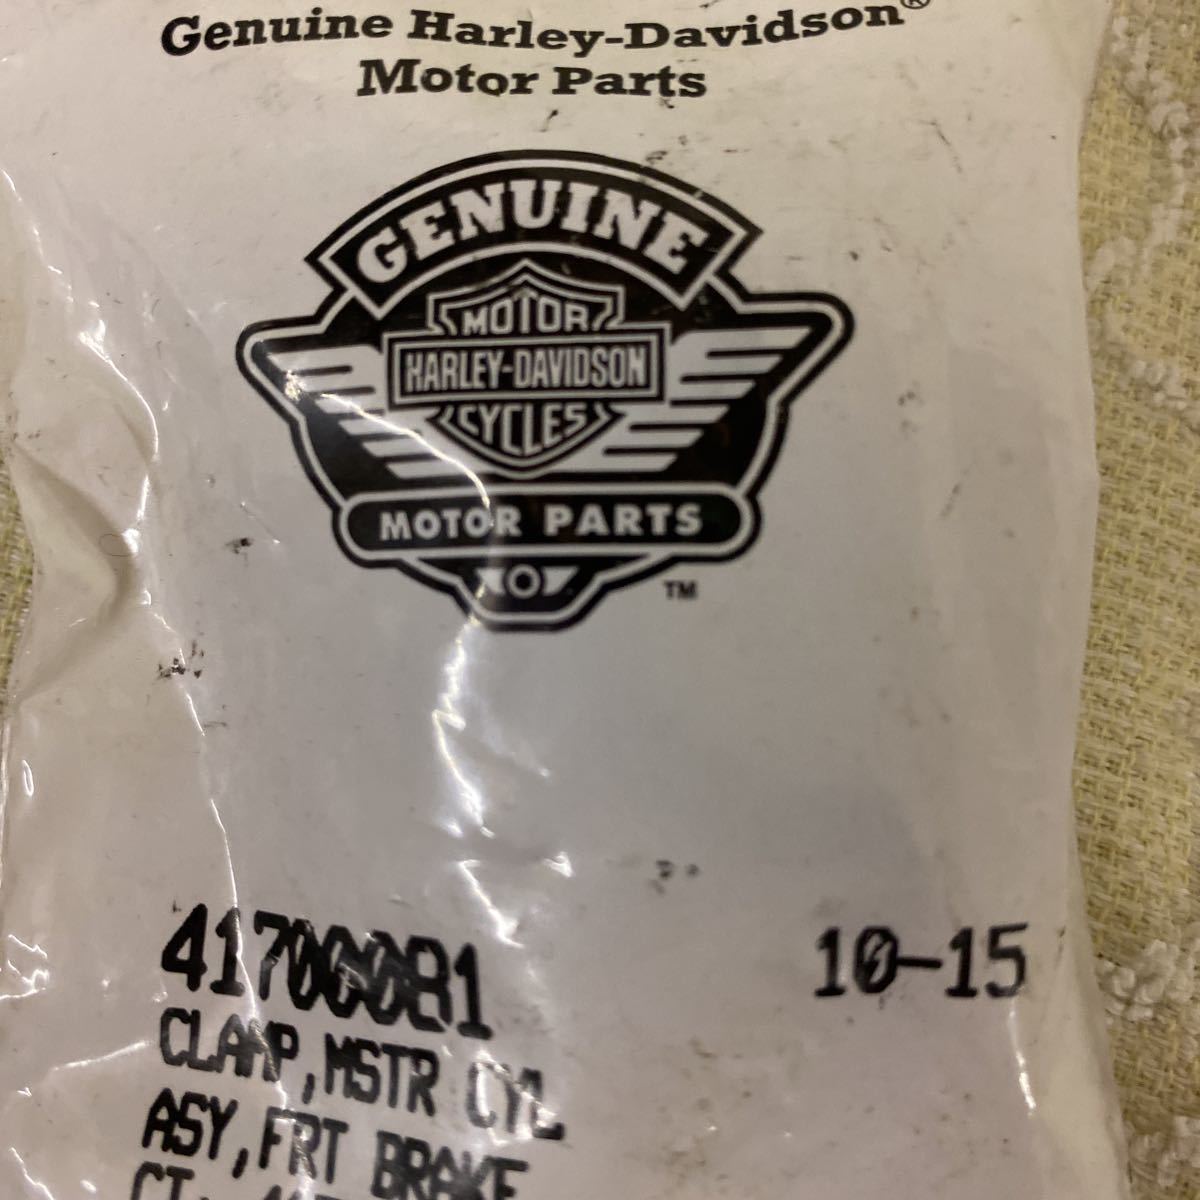 Genuine Harley-Davidson®
Motor Parts
GENUINE
MOTOR
HARLEY-DAVIDSON
CYCLES
MOTOR PARTS
TM
41700081 10-15
CLAMP,MSTR CYL
ASY,FRT BRAKE